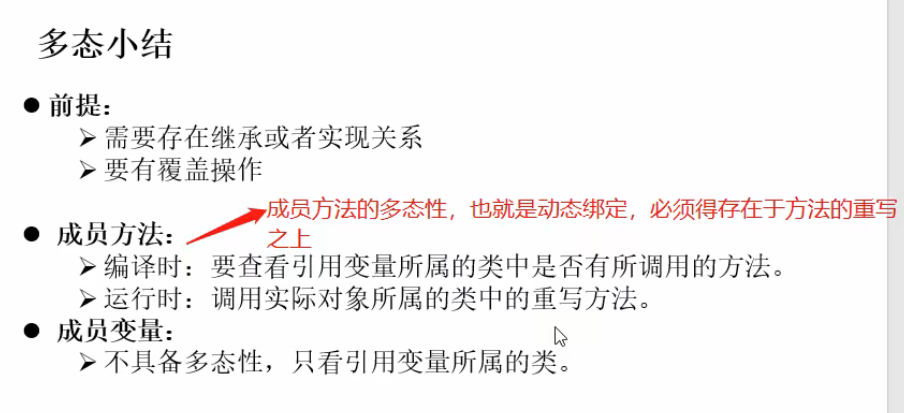 多态小结
● 前提：
➢ 需要存在继承或者实现关系
➢ 要有覆盖操作
成员方法的多态性，也就是动态绑定，必须得存在于方法的重写
之上
● 成员方法：
➢ 编译时：要查看引用变量所属的类中是否有所调用的方法。
➢ 运行时：调用实际对象所属的类中的重写方法。
● 成员变量：
➢ 不具备多态性，只看引用变量所属的类。